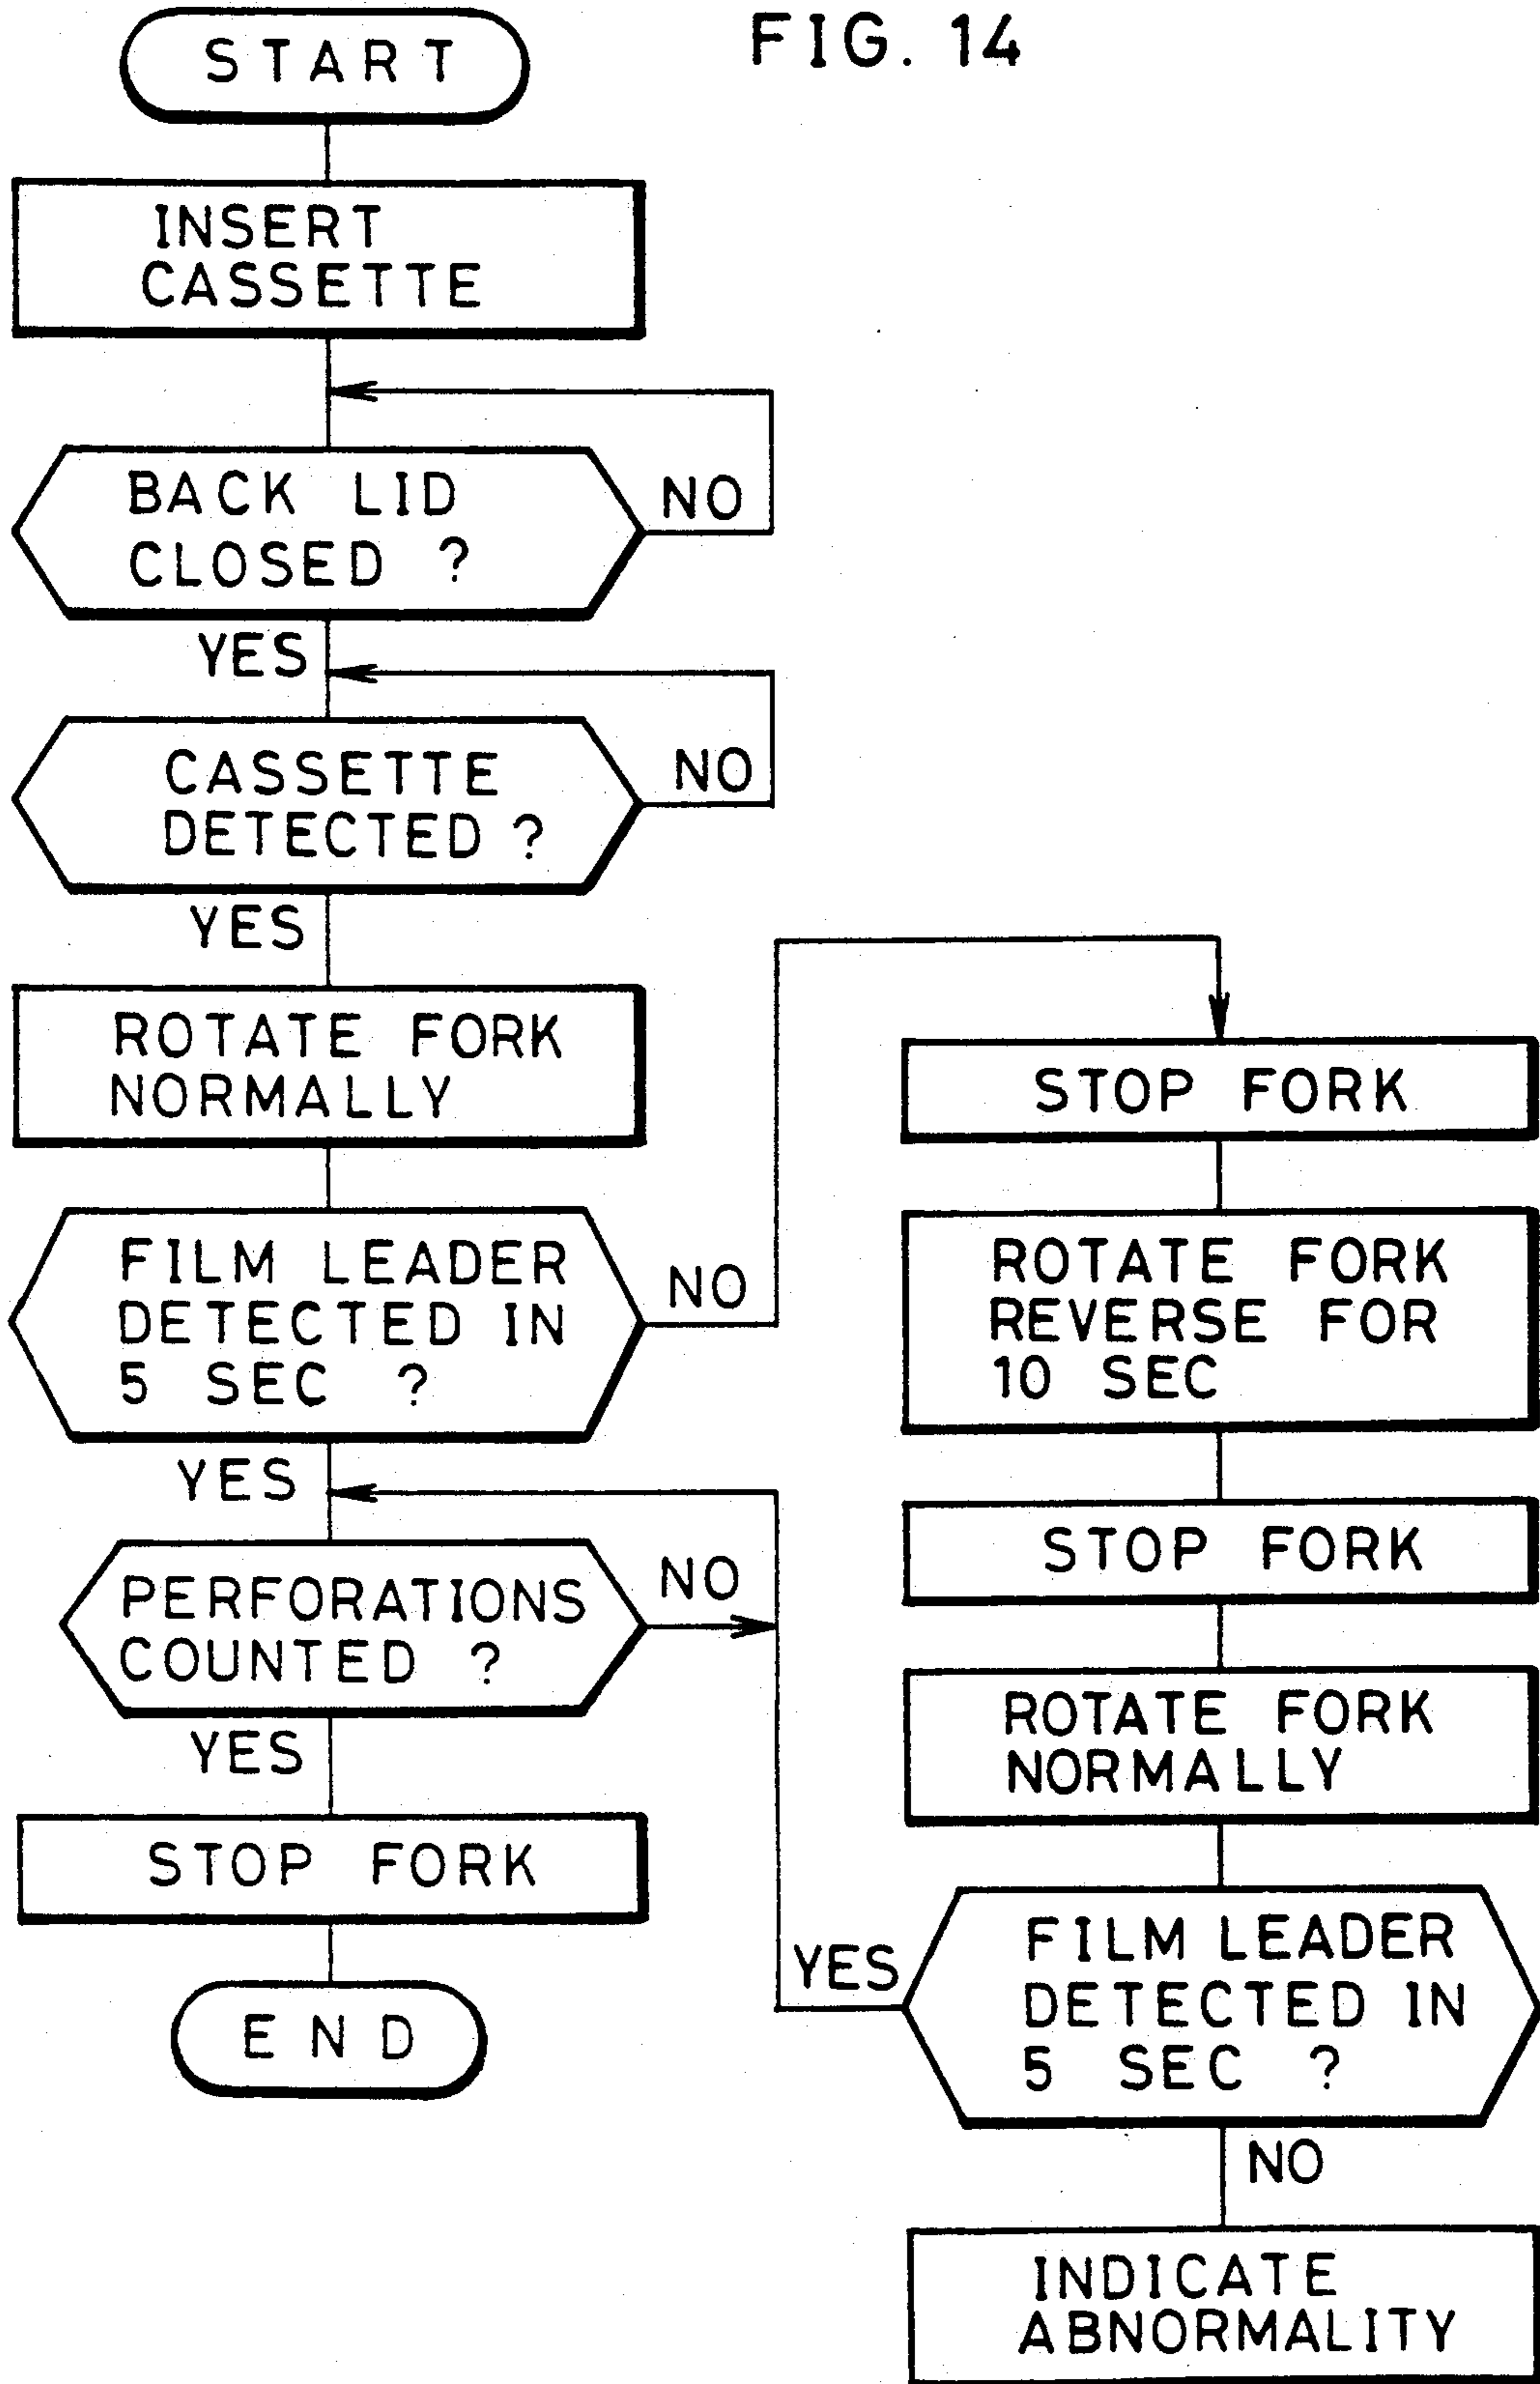 FIG. 14
START
INSERT
CASSETTE
BACK LID
CLOSED ?
NO
YES
CASSETTE
DETECTED ?
NO
YES
ROTATE FORK
NORMALLY
FILM LEADER
DETECTED IN
5 SEC ?
NO
YES
PERFORATIONS
COUNTED ?
NO
YES
STOP FORK
END
STOP FORK
ROTATE FORK
REVERSE FOR
10 SEC
STOP FORK
ROTATE FORK
NORMALLY
FILM LEADER
DETECTED IN
5 SEC ?
YES
NO
INDICATE
ABNORMALITY